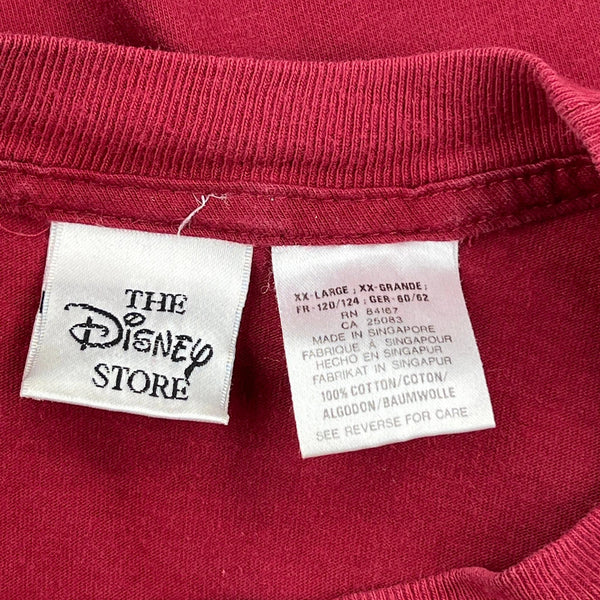 THE
Disney
STORE
XX-LARGE ; XX-GRANDE ;
FR-120/124 ; GER-60/62
RN 84167
CA 25083
MADE IN SINGAPORE
FABRIQUE À SINGAPOUR
HECHO EN SINGAPUR
FABRIKAT IN SINGAPUR
100% COTTON/COTON/
ALGODON/BAUMWOLLE
SEE REVERSE FOR CARE